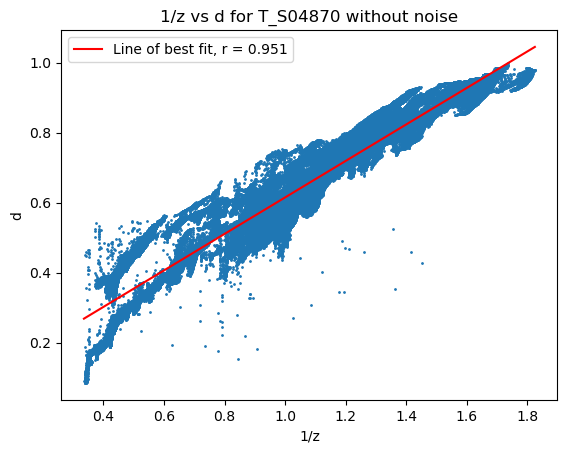 1/z vs d for T_S04870 without noise
Line of best fit, r = 0.951
1.0
0.8
0.6
0.4
0.2
d
0.4 0.6 0.8 1.0 1.2 1.4 1.6 1.8
1/z